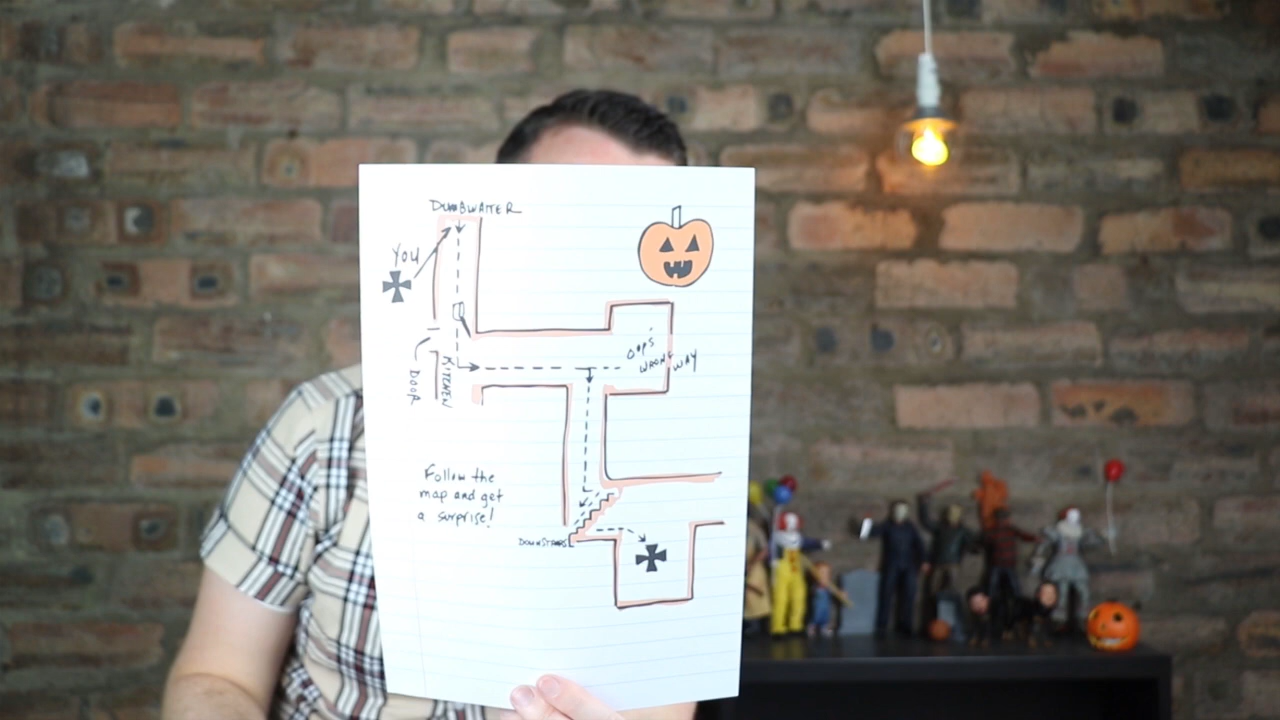 DUMBWAITER
You
OOPS
WRONG WAY
KITCHEN
DOOR
Follow the
map and get
a surprise!
DOWNSTAIRS